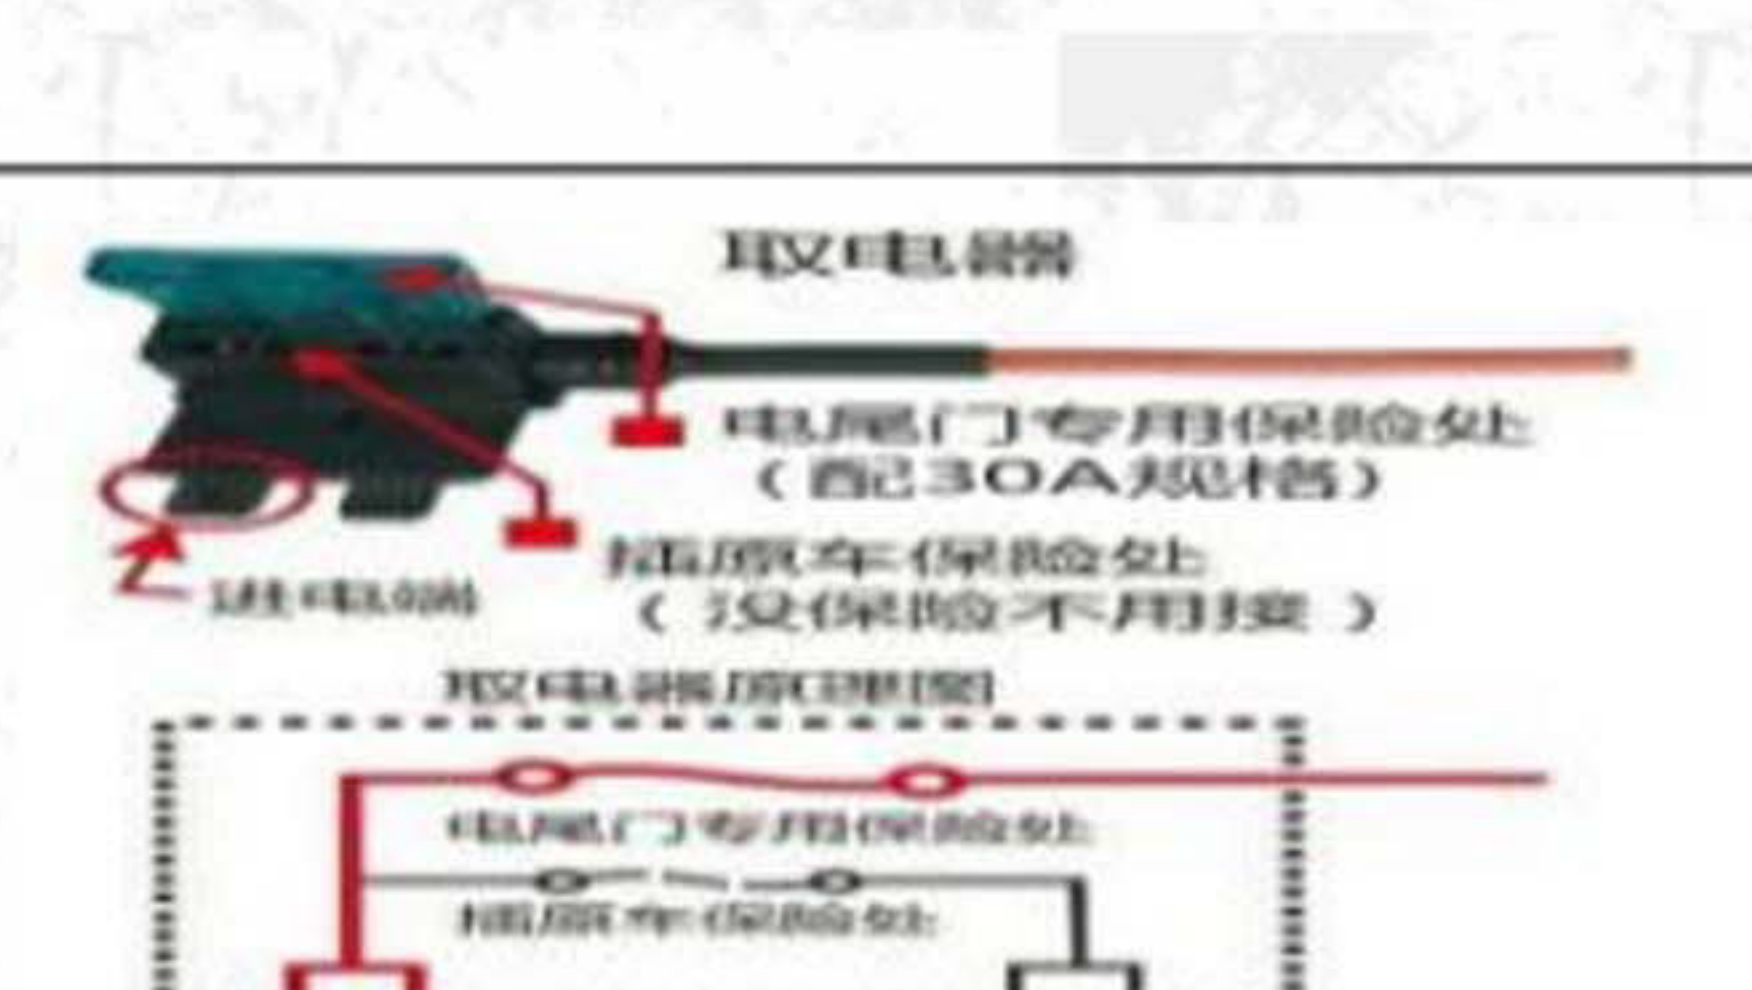 取电器
电尾门专用保险处
（配30A规格）
插原车保险处
（没保险不用接）
进电端
取电器原理图
电尾门专用保险处
插原车保险处